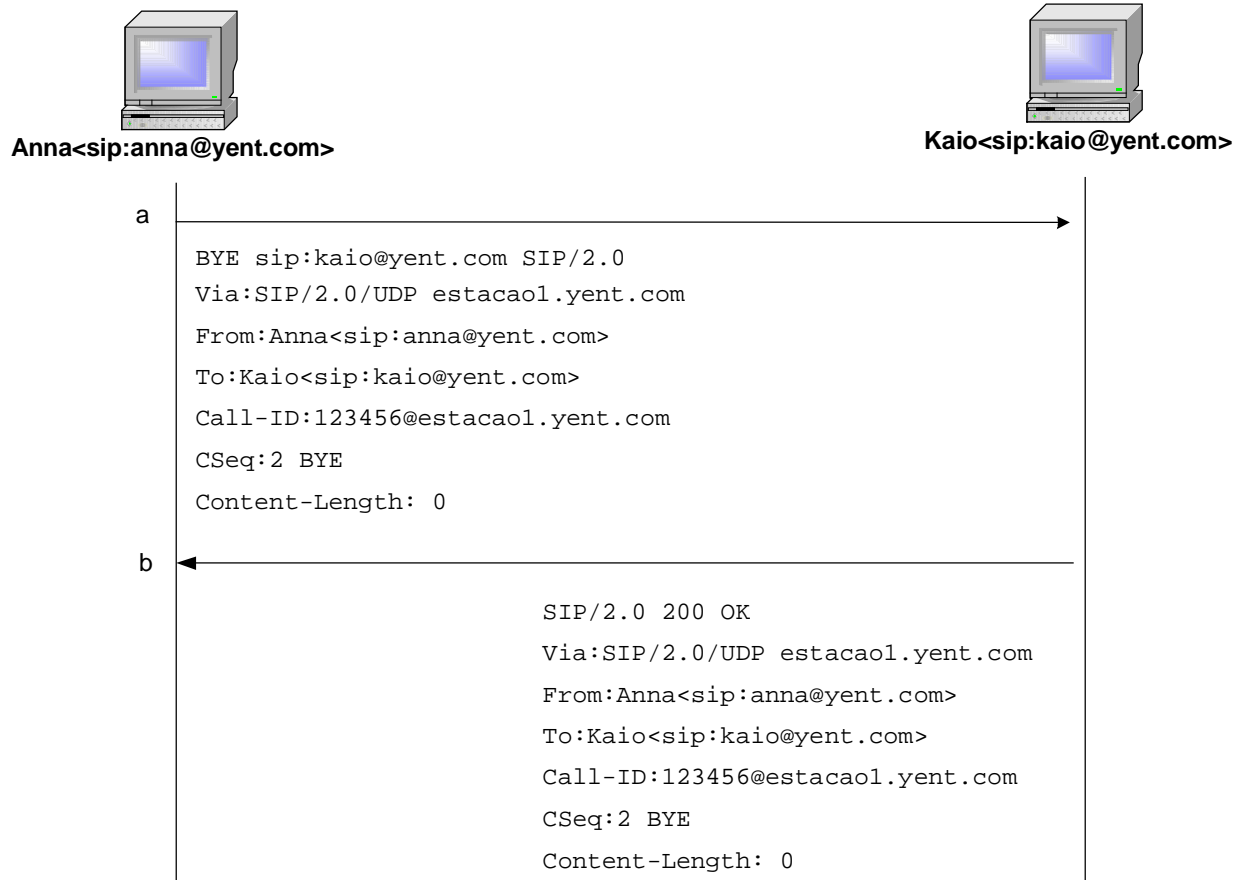 Anna<sip:anna@yent.com>
Kaio<sip:kaio@yent.com>
a
BYE sip:kaio@yent.com SIP/2.0
Via:SIP/2.0/UDP estacao1.yent.com
From:Anna<sip:anna@yent.com>
To:Kaio<sip:kaio@yent.com>
Call-ID:123456@estacao1.yent.com
CSeq:2 BYE
Content-Length: 0
b
SIP/2.0 200 OK
Via:SIP/2.0/UDP estacao1.yent.com
From:Anna<sip:anna@yent.com>
To:Kaio<sip:kaio@yent.com>
Call-ID:123456@estacao1.yent.com
CSeq:2 BYE
Content-Length: 0